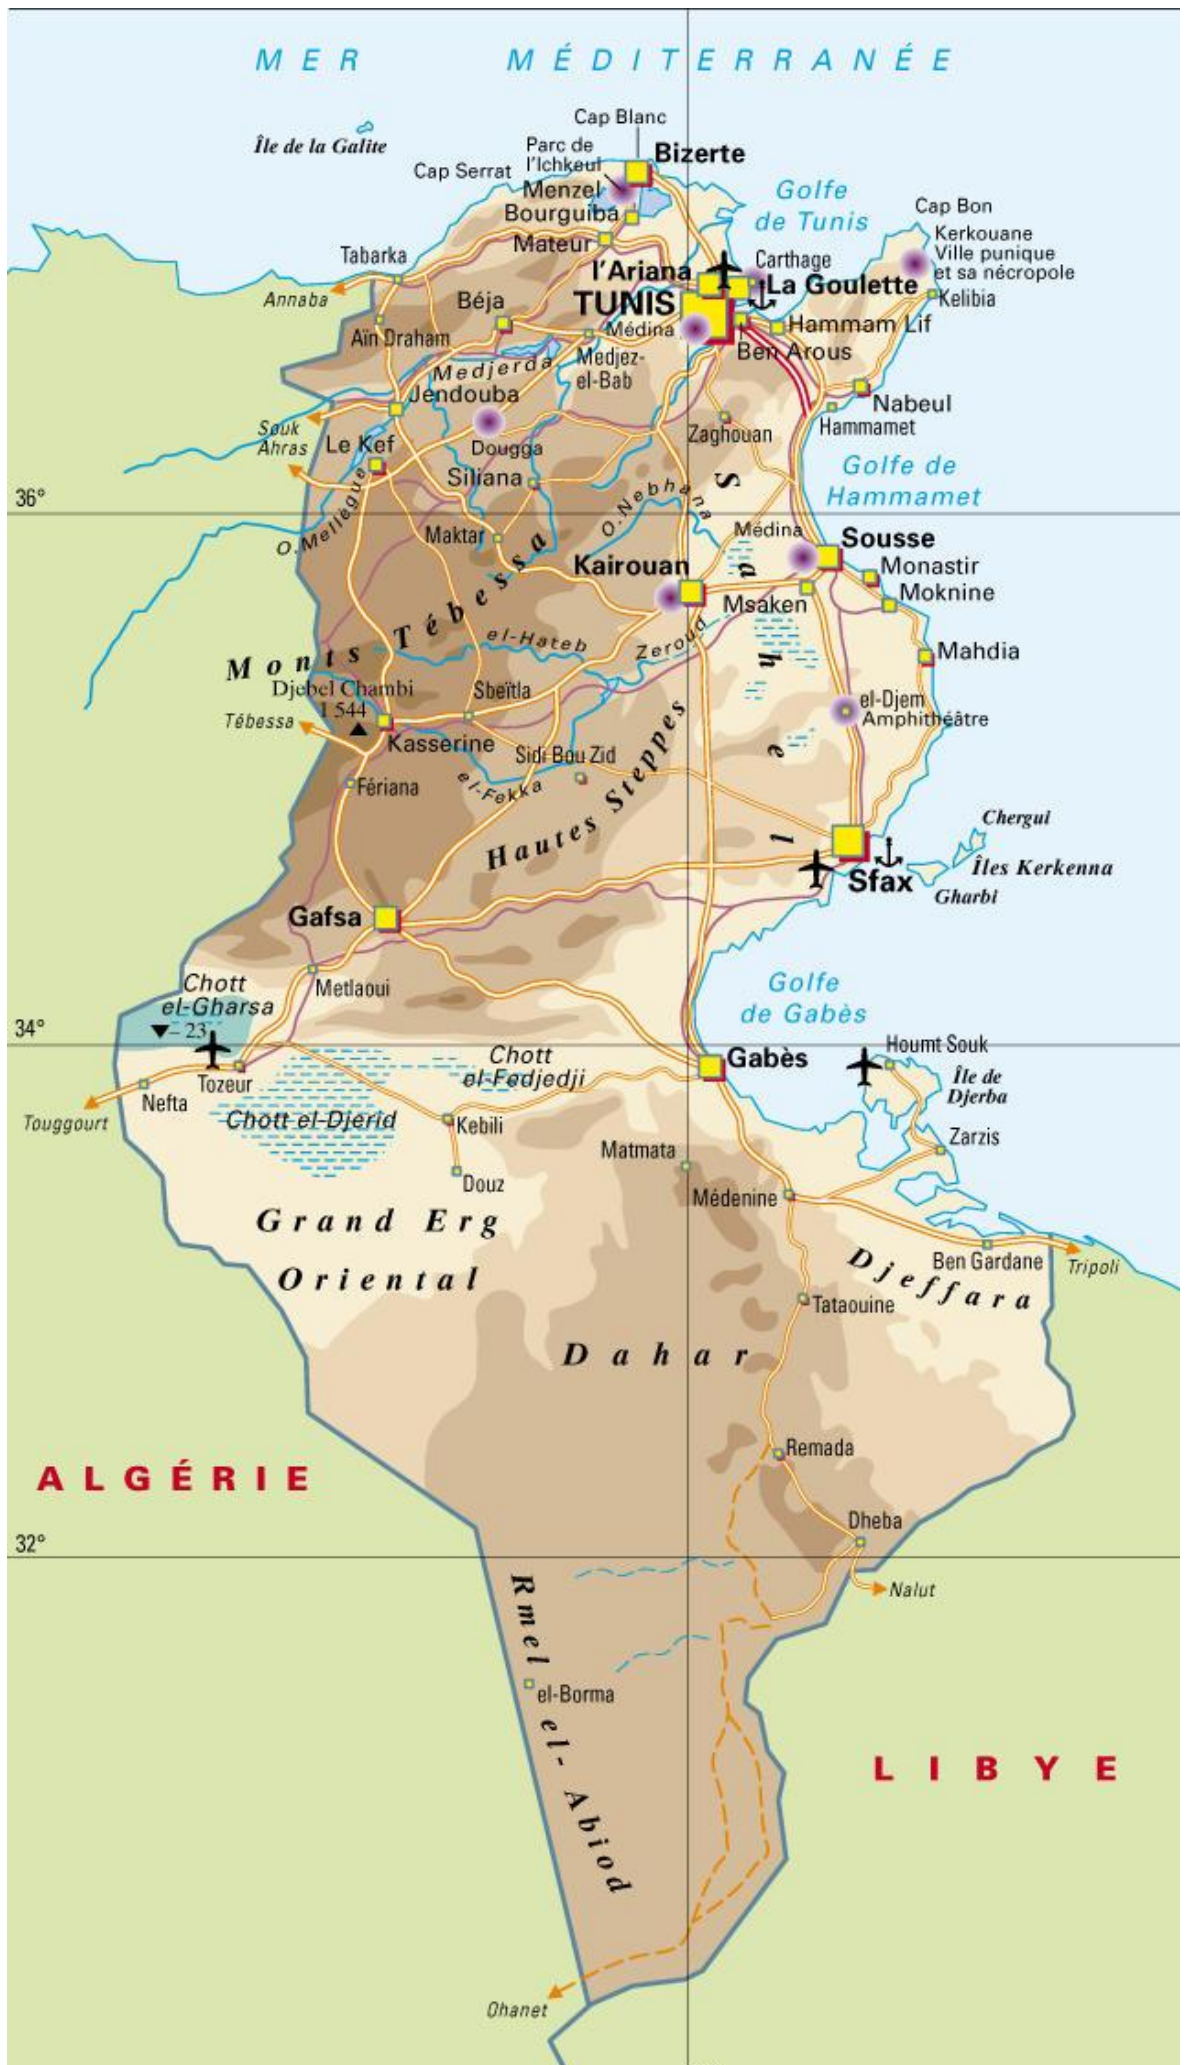 MER MÉDITERRANÉE
Cap Blanc
Île de la Galite
Parc de
l'Ichkeul
Bizerte
Cap Serrat
Menzel
Bourguiba
Golfe
de Tunis
Cap Bon
Mateur
Kerkouane
Ville punique
et sa nécropole
Tabarka
l'Ariana
Carthage
La Goulette
Annaba
Béja
TUNIS
Kelibia
Médina
Hammam Lif
Aïn Draham
Medjez-
el-Bab
Ben Arous
Medjerda
Jendouba
Nabeul
Hammamet
Souk
Ahras
Le Kef
Dougga
Zaghouan
Siliana
Golfe de
Hammamet
36°
O.Mellègue
O.Nebhana
Maktar
Médina
Sousse
Kairouan
Monastir
Msaken
Moknine
Sahel
Monts Tébessa
el-Hateb
Zeroud
Mahdia
Djebel Chambi
1 544
Sbeïtla
el-Djem
Amphithéâtre
Tébessa
Kasserine
Sidi Bou Zid
Fériana
el-Fekka
Hautes Steppes
Chergui
Îles Kerkenna
Sfax
Gharbi
Gafsa
Chott
el-Gharsa
Metlaoui
Golfe
de Gabès
34°
– 23
Chott
el-Fedjedji
Gabès
Houmt Souk
Île de
Djerba
Tozeur
Nefta
Touggourt
Chott el-Djerid
Kebili
Zarzis
Matmata
Douz
Médenine
Grand Erg
Oriental
Ben Gardane
Tripoli
Djeffara
Tataouine
Dahar
Remada
ALGÉRIE
Dheba
32°
Nalut
Rmel el-Abiod
el-Borma
LIBYE
Ohanet